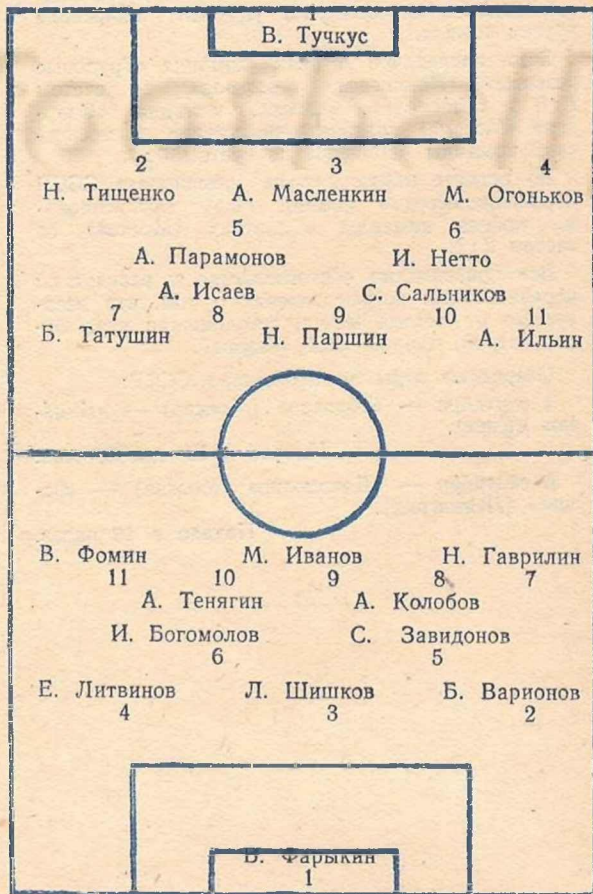 1
В. Тучкус
2 3 4
Н. Тищенко А. Масленкин М. Огоньков
5 6
А. Парамонов И. Нетто
А. Исаев С. Сальников
7 8 9 10 11
Б. Татушин Н. Паршин А. Ильин
В. Фомин М. Иванов Н. Гаврилин
11 10 9 8 7
А. Тенягин А. Колобов
И. Богомолов С. Завидонов
6 5
Е. Литвинов Л. Шишков Б. Варионов
4 3 2
В. Фарыкин
1